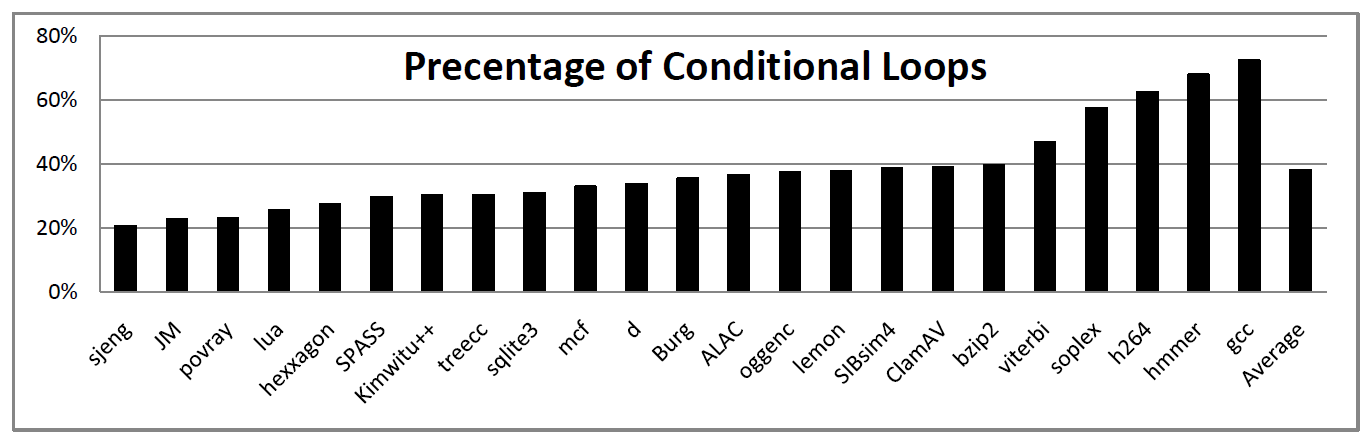 Precentage of Conditional Loops
80%
60%
40%
20%
0%
sjeng
JM
povray
lua
hexxagon
SPASS
Kimwitu++
treecc
sqlite3
mcf
d
Burg
ALAC
oggenc
lemon
SIBsim4
ClamAV
bzip2
viterbi
soplex
h264
hmmer
gcc
Average